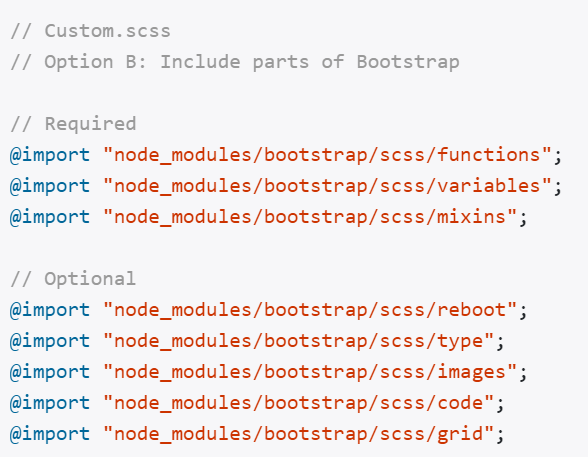 // Custom.scss
// Option B: Include parts of Bootstrap
// Required
@import "node_modules/bootstrap/scss/functions";
@import "node_modules/bootstrap/scss/variables";
@import "node_modules/bootstrap/scss/mixins";
// Optional
@import "node_modules/bootstrap/scss/reboot";
@import "node_modules/bootstrap/scss/type";
@import "node_modules/bootstrap/scss/images";
@import "node_modules/bootstrap/scss/code";
@import "node_modules/bootstrap/scss/grid";